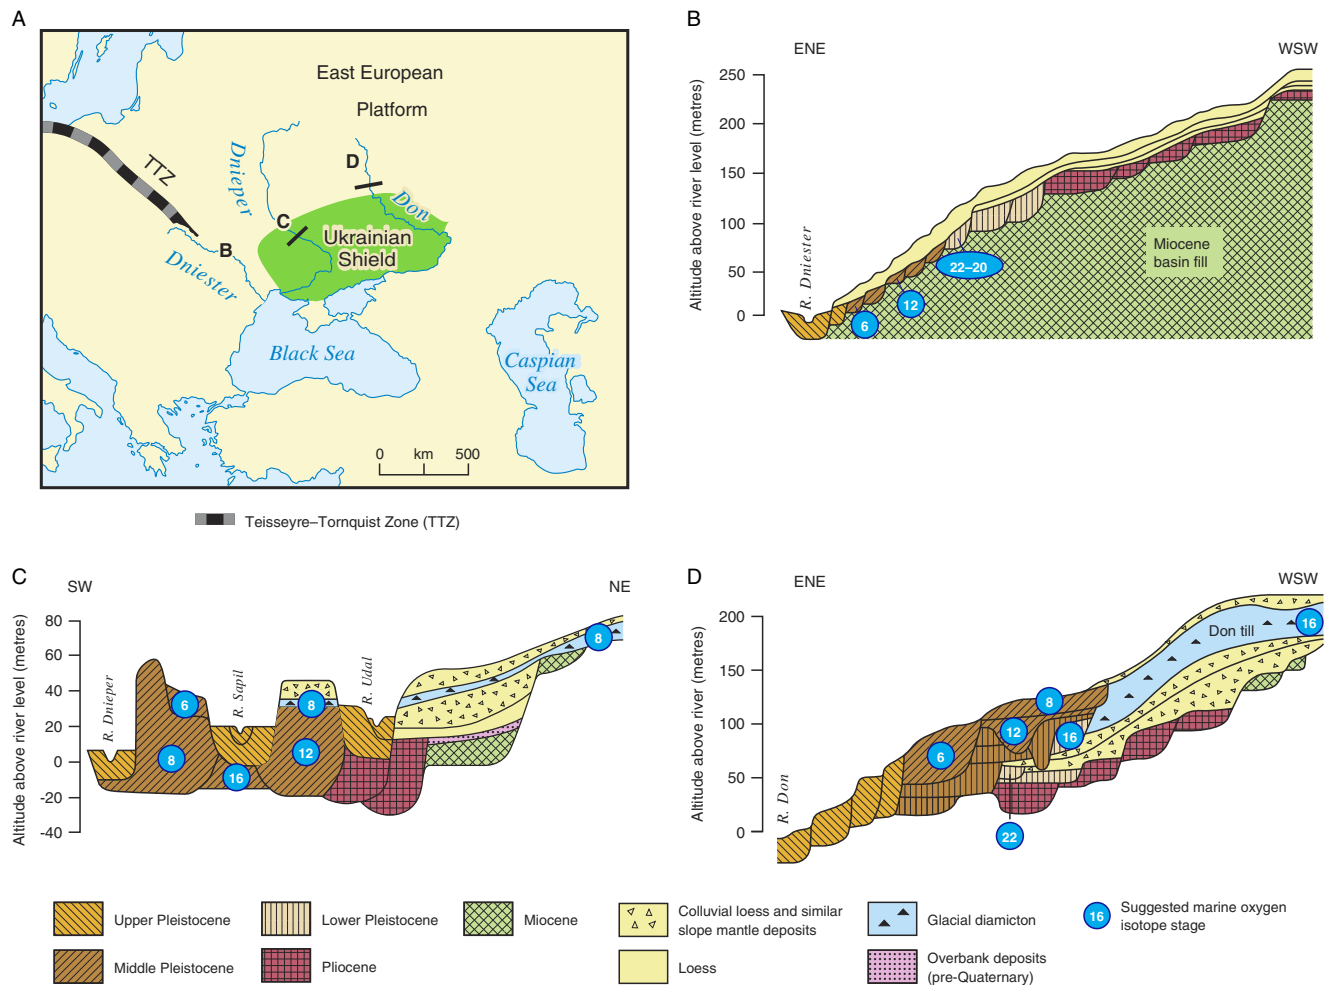 A
East European
Platform
TTZ
Dnieper
D
Don
C
B
Ukrainian
Shield
Dniester
Black Sea
Caspian
Sea
0 km 500
Teisseyre–Tornquist Zone (TTZ)
B
ENE
WSW
Altitude above river level (metres)
250
200
150
100
50
0
R. Dniester
22–20
12
6
Miocene
basin fill
C
SW
NE
Altitude above river level (metres)
80
60
40
20
0
-20
-40
R. Dnieper
R. Sapil
R. Udal
6
8
16
8
12
8
D
ENE
WSW
Altitude above river (metres)
200
150
100
50
0
R. Don
Don till
16
8
12
16
6
22
Upper Pleistocene
Middle Pleistocene
Lower Pleistocene
Pliocene
Miocene
Colluvial loess and similar
slope mantle deposits
Loess
Glacial diamicton
Overbank deposits
(pre-Quaternary)
16
Suggested marine oxygen
isotope stage